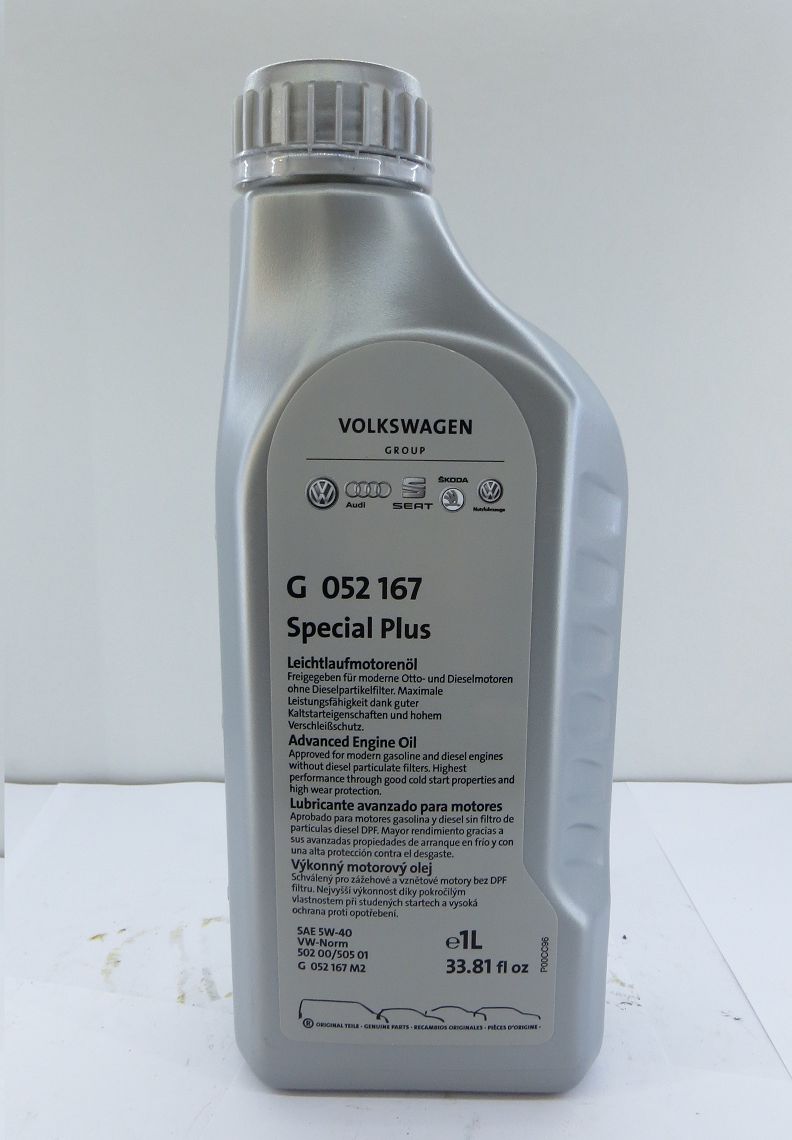 VOLKSWAGEN
GROUP
Audi SEAT ŠKODA Nutzfahrzeuge
G 052 167
Special Plus
Leichtlaufmotorenöl
Freigegeben für moderne Otto- und Dieselmotoren
ohne Dieselpartikelfilter. Maximale
Leistungsfähigkeit dank guter
Kaltstarteigenschaften und hohem
Verschleißschutz.
Advanced Engine Oil
Approved for modern gasoline and diesel engines
without diesel particulate filters. Highest
performance through good cold start properties and
high wear protection.
Lubricante avanzado para motores
Aprobado para motores gasolina y diesel sin filtro de
partículas diesel DPF. Mayor rendimiento gracias a
sus avanzadas propiedades de arranque en frío y con
una alta protección contra el desgaste.
Výkonný motorový olej
Schválený pro zážehové a vznětové motory bez DPF
filtru. Nejvyšší výkonnost díky pokročilým
vlastnostem při studených startech a vysoká
ochrana proti opotřebení.
SAE 5W-40
VW-Norm
502 00/505 01
G 052 167 M2
e1L
33.81 fl oz
P00CC96
® ORIGINAL TEILE · GENUINE PARTS · RECAMBIOS ORIGINALES · PIÈCES D'ORIGINE ·